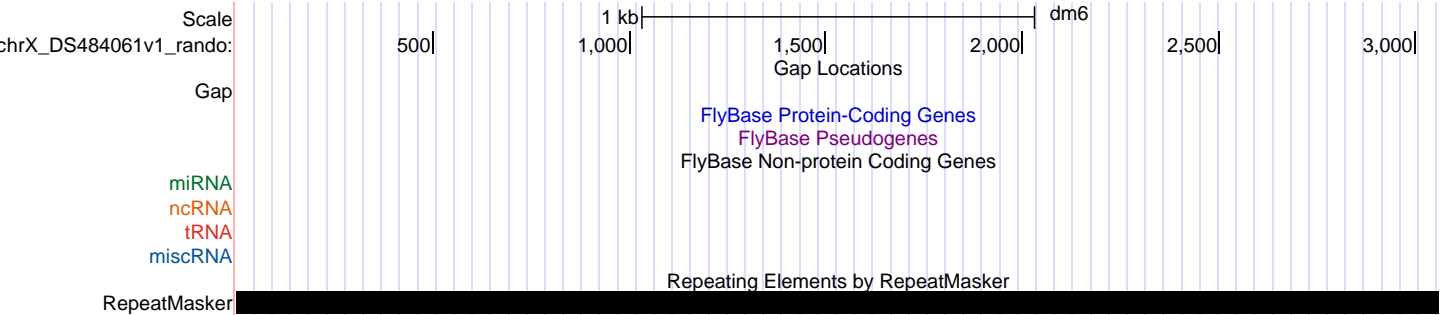 Scale 1 kb dm6
chrX_DS484061v1_rando: 500 1,000 1,500 2,000 2,500 3,000
Gap Locations
Gap
FlyBase Protein-Coding Genes
FlyBase Pseudogenes
FlyBase Non-protein Coding Genes
miRNA
ncRNA
tRNA
miscRNA
Repeating Elements by RepeatMasker
RepeatMasker